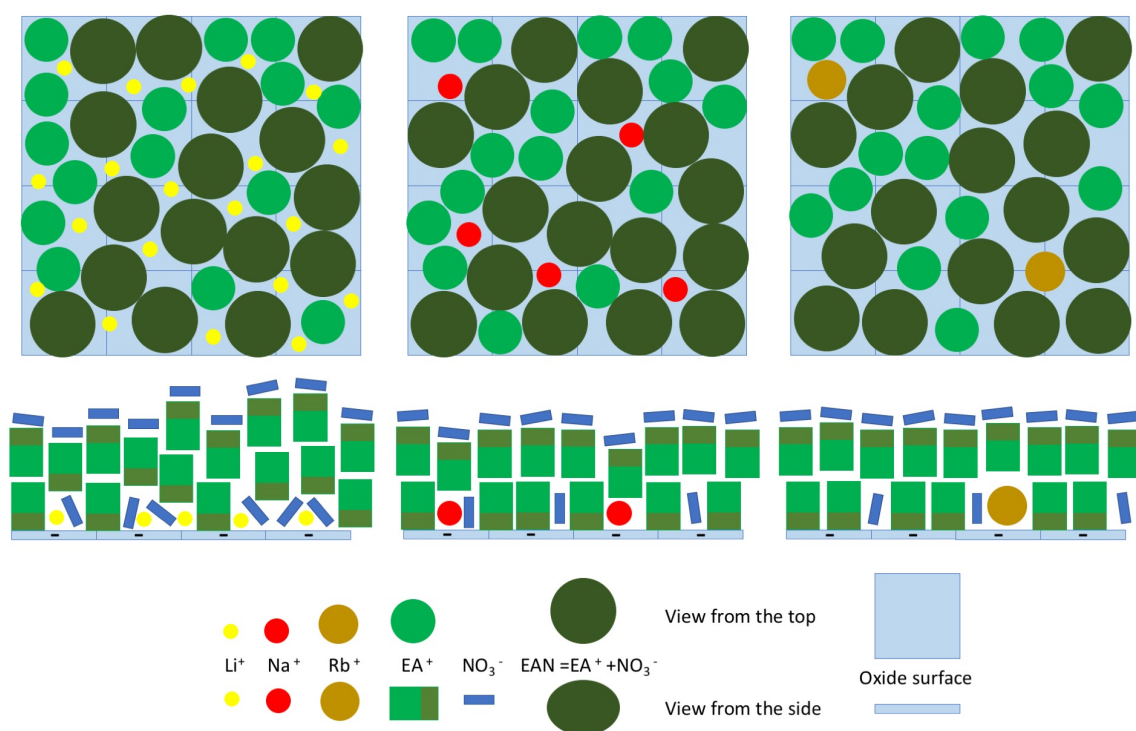 View from the top
Li+ Na+ Rb+ EA+ NO3- EAN =EA+ +NO3-
Oxide surface
View from the side